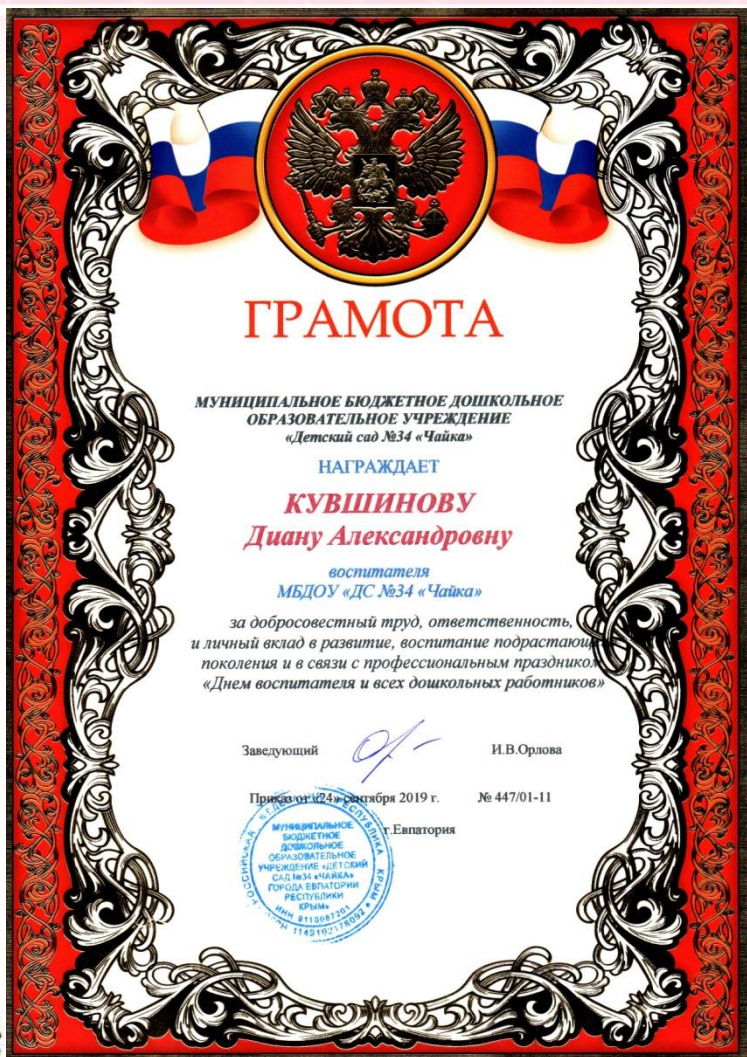 ГРАМОТА
МУНИЦИПАЛЬНОЕ БЮДЖЕТНОЕ ДОШКОЛЬНОЕ
ОБРАЗОВАТЕЛЬНОЕ УЧРЕЖДЕНИЕ
«Детский сад №34 «Чайка»
НАГРАЖДАЕТ
КУВШИНОВУ
Диану Александровну
воспитателя
МБДОУ «ДС №34 «Чайка»
за добросовестный труд, ответственность,
и личный вклад в развитие, воспитание
поколения и в связи с профессиональным праздником
«Днем воспитателя и всех дошкольных работников»
Заведующий И.В.Орлова
Приказ от «24» сентября 2019 г. № 447/01-11
г.Евпатория
МУНИЦИПАЛЬНОЕ
БЮДЖЕТНОЕ
ДОШКОЛЬНОЕ
ОБРАЗОВАТЕЛЬНОЕ
УЧРЕЖДЕНИЕ «ДЕТСКИЙ
САД №34 «ЧАЙКА»
ГОРОДА ЕВПАТОРИИ
РЕСПУБЛИКИ
КРЫМ»